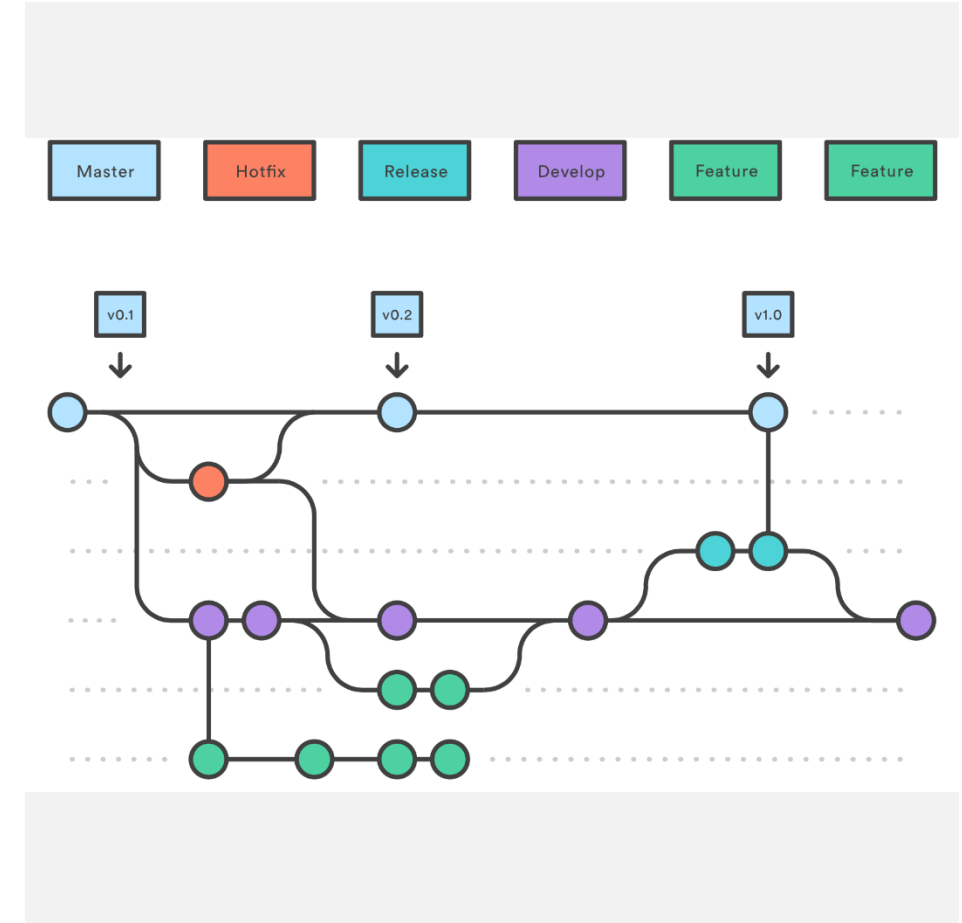 Master
Hotfix
Release
Develop
Feature
Feature
v0.1
v0.2
v1.0